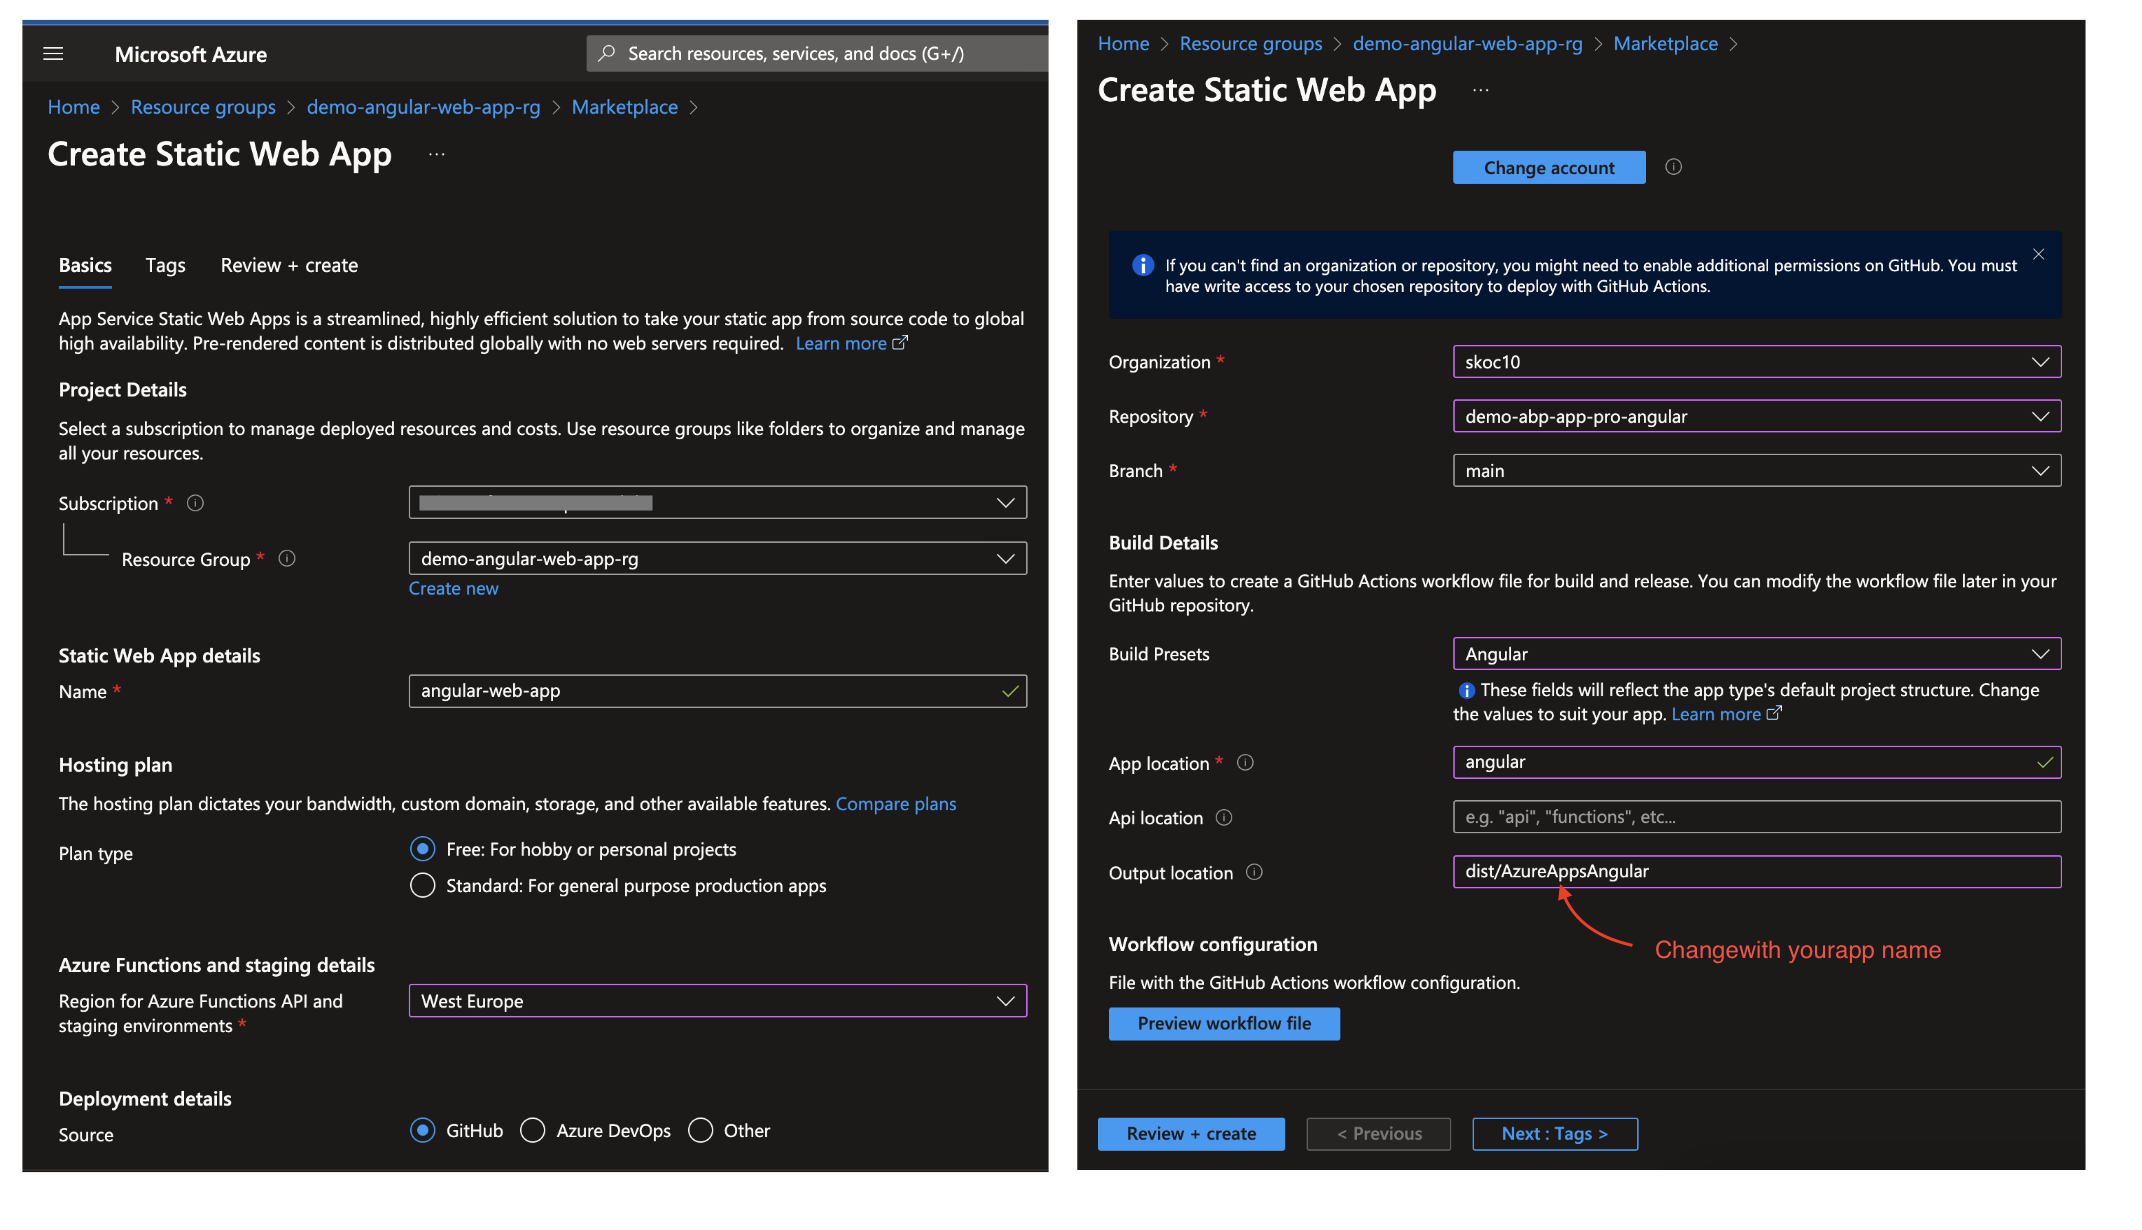 Microsoft Azure
Search resources, services, and docs (G+/)
Home > Resource groups > demo-angular-web-app-rg > Marketplace >
Create Static Web App ...
Basics Tags Review + create
App Service Static Web Apps is a streamlined, highly efficient solution to take your static app from source code to global
high availability. Pre-rendered content is distributed globally with no web servers required. Learn more
Project Details
Select a subscription to manage deployed resources and costs. Use resource groups like folders to organize and manage
all your resources.
Subscription *
Resource Group * demo-angular-web-app-rg
Create new
Static Web App details
Name * angular-web-app
Hosting plan
The hosting plan dictates your bandwidth, custom domain, storage, and other available features. Compare plans
Plan type Free: For hobby or personal projects
Standard: For general purpose production apps
Azure Functions and staging details
Region for Azure Functions API and
staging environments *
West Europe
Deployment details
Source GitHub Azure DevOps Other
Home > Resource groups > demo-angular-web-app-rg > Marketplace >
Create Static Web App ...
Change account
If you can't find an organization or repository, you might need to enable additional permissions on GitHub. You must
have write access to your chosen repository to deploy with GitHub Actions.
Organization * skoc10
Repository * demo-abp-app-pro-angular
Branch * main
Build Details
Enter values to create a GitHub Actions workflow file for build and release. You can modify the workflow file later in your
GitHub repository.
Build Presets Angular
These fields will reflect the app type's default project structure. Change
the values to suit your app. Learn more
App location * angular
Api location e.g. "api", "functions", etc...
Output location dist/AzureAppsAngular
Changewith yourapp name
Workflow configuration
File with the GitHub Actions workflow configuration.
Preview workflow file
Review + create < Previous Next : Tags >